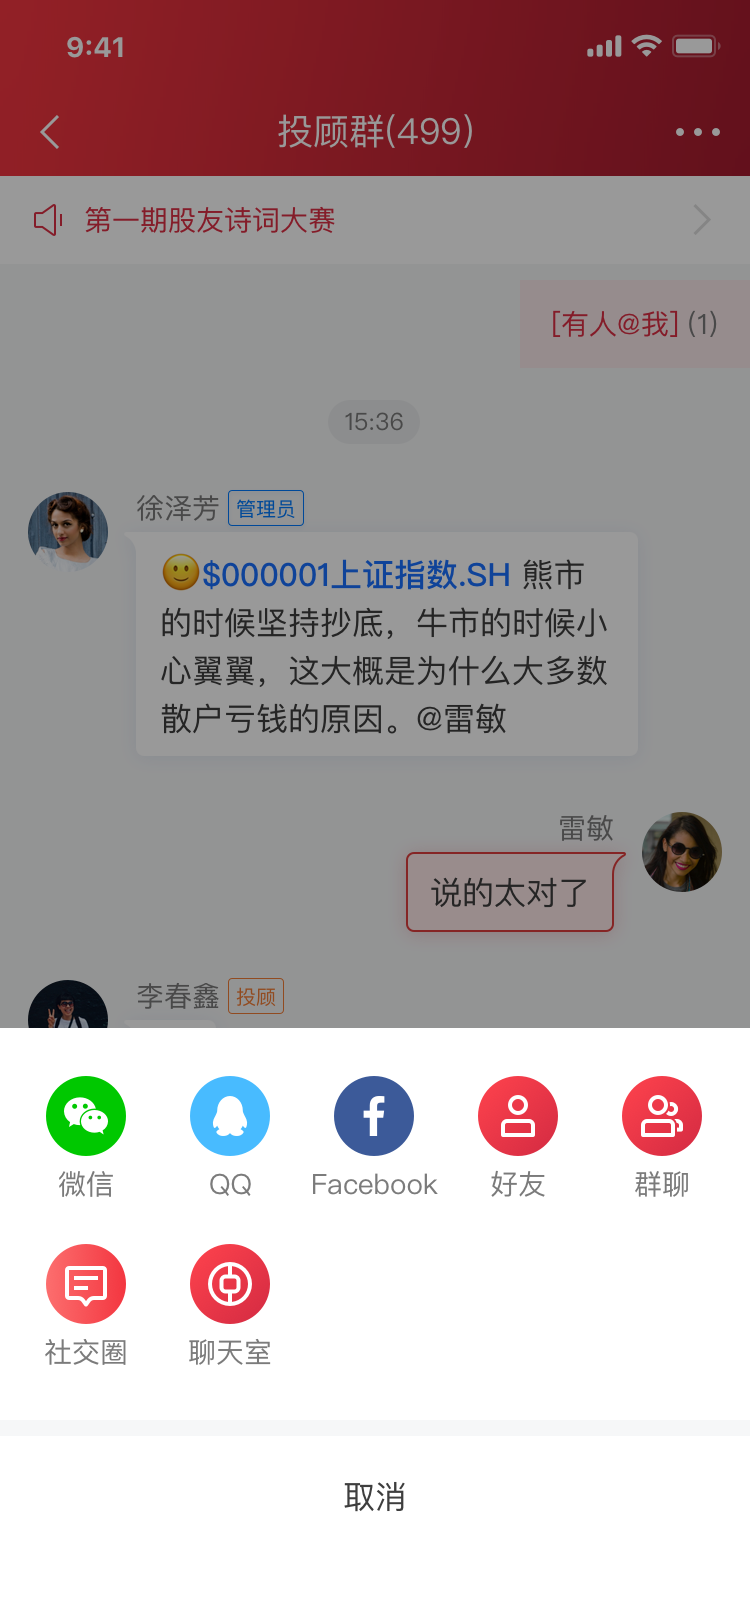 9:41
投顾群(499)
第一期股友诗词大赛
[有人@我] (1)
15:36
徐泽芳 管理员
$000001上证指数.SH 熊市
的时候坚持抄底，牛市的时候小
心翼翼，这大概是为什么大多数
散户亏钱的原因。@雷敏
雷敏
说的太对了
李春鑫 投顾
微信 QQ Facebook 好友 群聊
社交圈 聊天室
取消